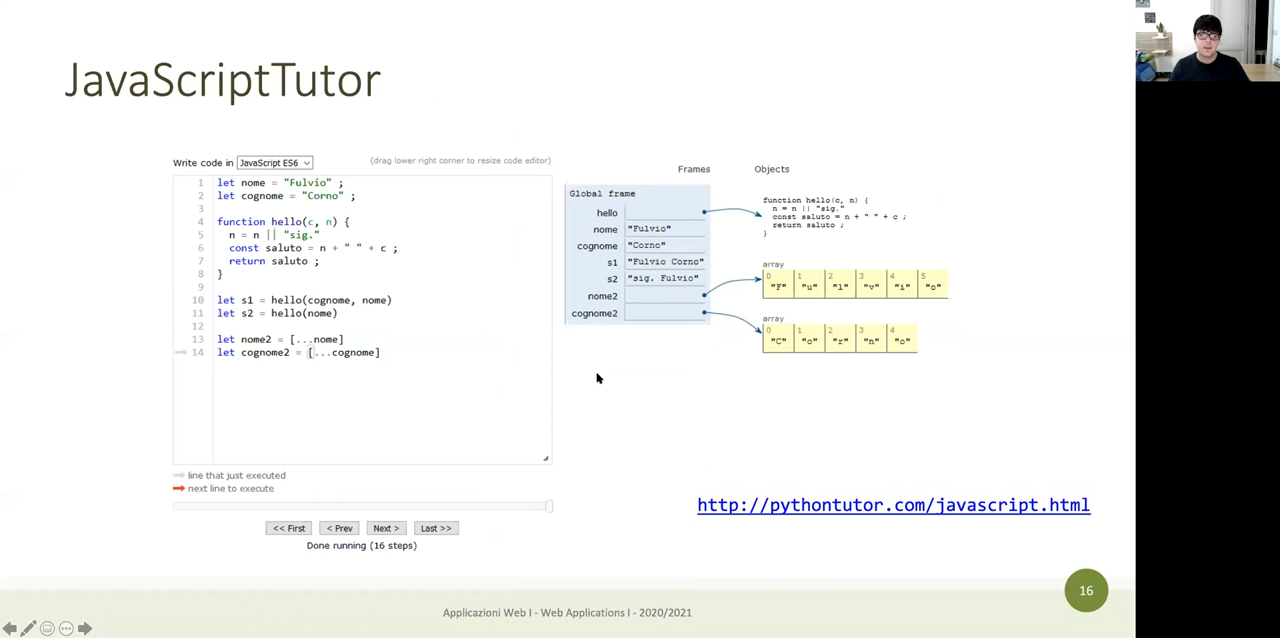 JavaScriptTutor
Write code in JavaScript ES6
(drag lower right corner to resize code editor)
1 let nome = "Fulvio" ;
2 let cognome = "Corno" ;
3
4 function hello(c, n) {
5 n = n || "sig."
6 const saluto = n + " " + c ;
7 return saluto ;
8 }
9
10 let s1 = hello(cognome, nome)
11 let s2 = hello(nome)
12
13 let nome2 = [...nome]
14 let cognome2 = [...cognome]
line that just executed
next line to execute
<< First < Prev Next > Last >>
Done running (16 steps)
Frames Objects
Global frame
hello
nome "Fulvio"
cognome "Corno"
s1 "Fulvio Corno"
s2 "sig. Fulvio"
nome2
cognome2
function hello(c, n) {
n = n || "sig."
const saluto = n + " " + c ;
return saluto ;
}
array
0 1 2 3 4 5
"F" "u" "l" "v" "i" "o"
array
0 1 2 3 4
"C" "o" "r" "n" "o"
http://pythontutor.com/javascript.html
Applicazioni Web I - Web Applications I - 2020/2021
16